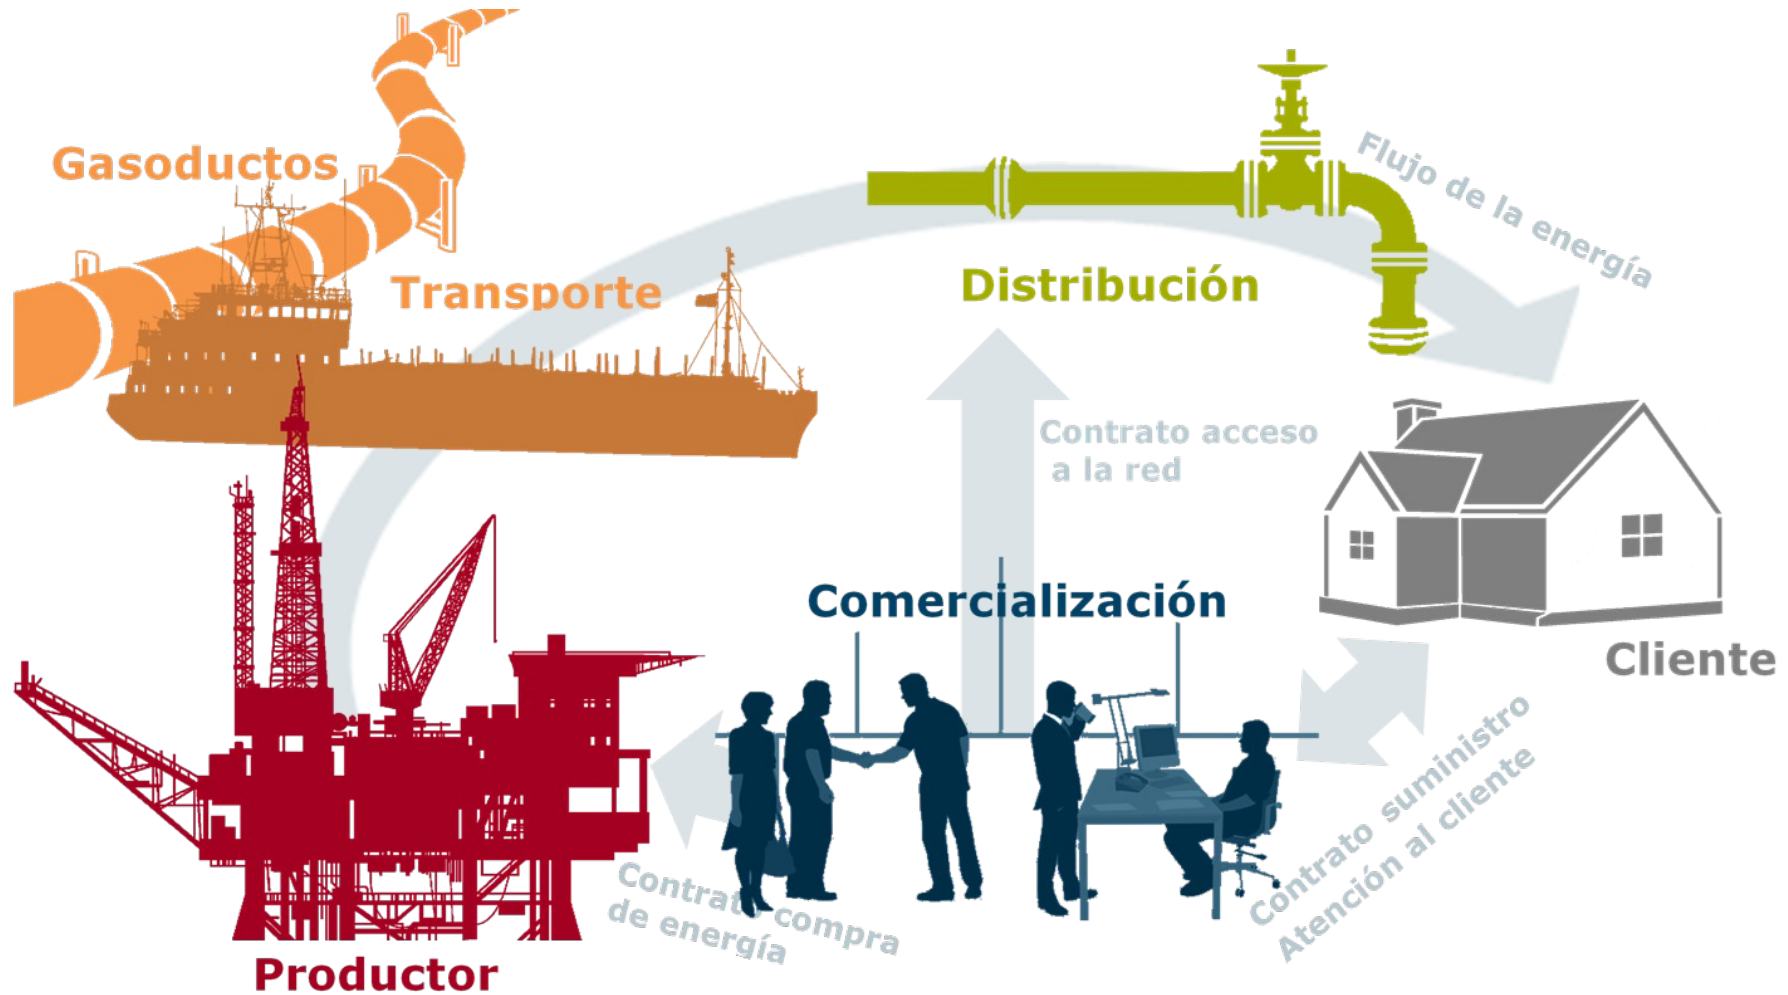 Gasoductos
Transporte
Distribución
Flujo de la energía
Contrato acceso
a la red
Comercialización
Cliente
Contrato suministro
Atención al cliente
Contrato compra
de energía
Productor